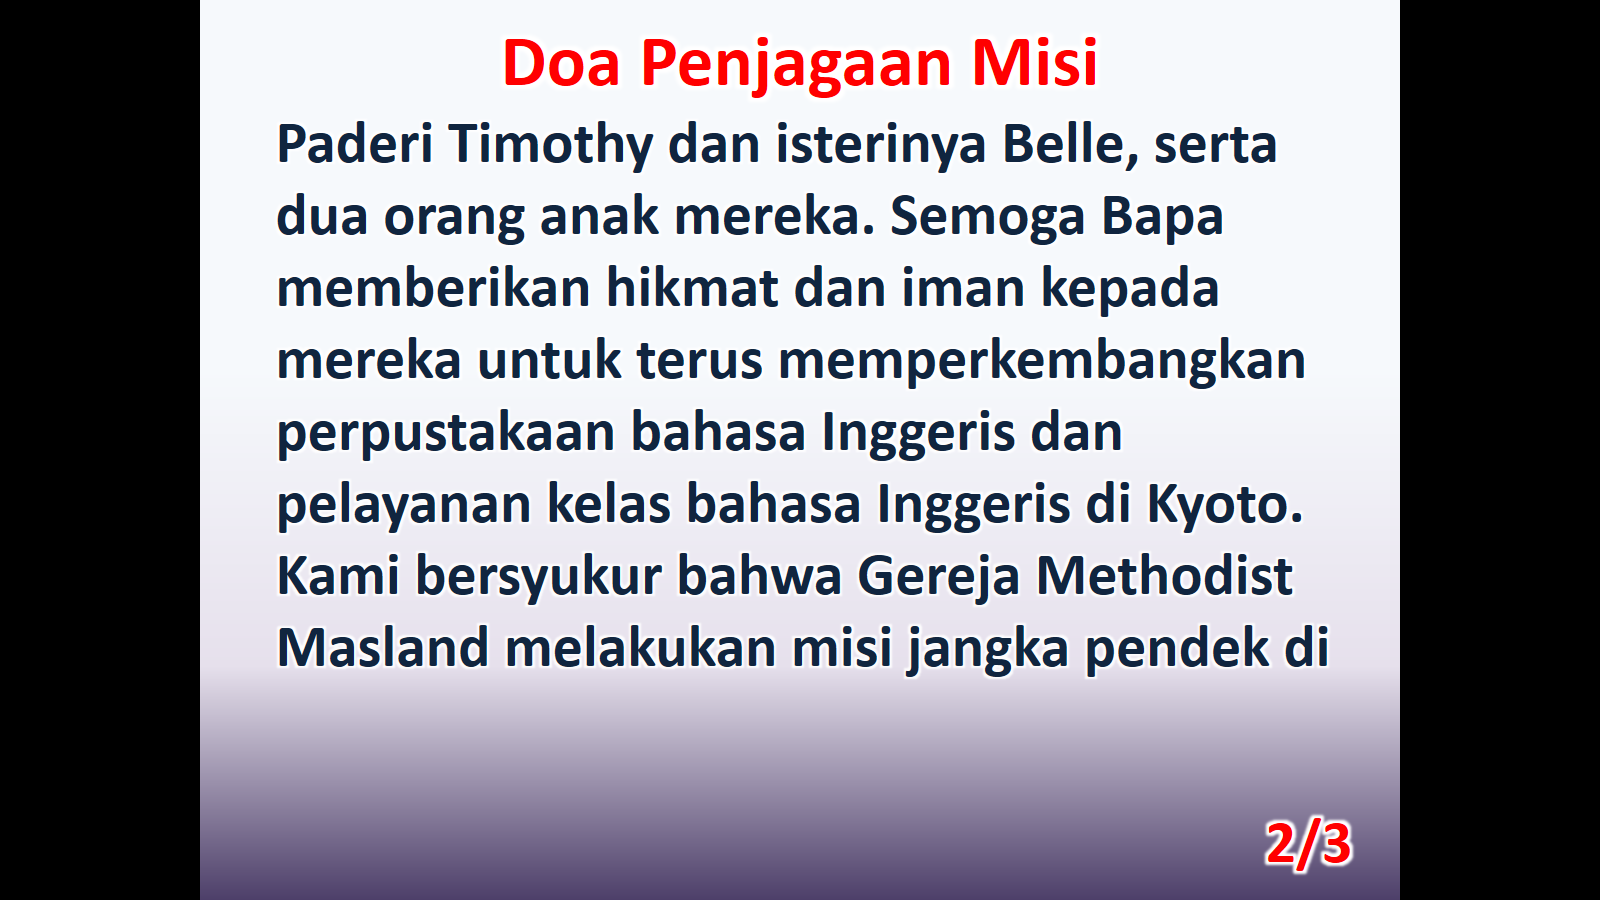 Doa Penjagaan Misi
Paderi Timothy dan isterinya Belle, serta
dua orang anak mereka. Semoga Bapa
memberikan hikmat dan iman kepada
mereka untuk terus memperkembangkan
perpustakaan bahasa Inggeris dan
pelayanan kelas bahasa Inggeris di Kyoto.
Kami bersyukur bahwa Gereja Methodist
Masland melakukan misi jangka pendek di
2/3